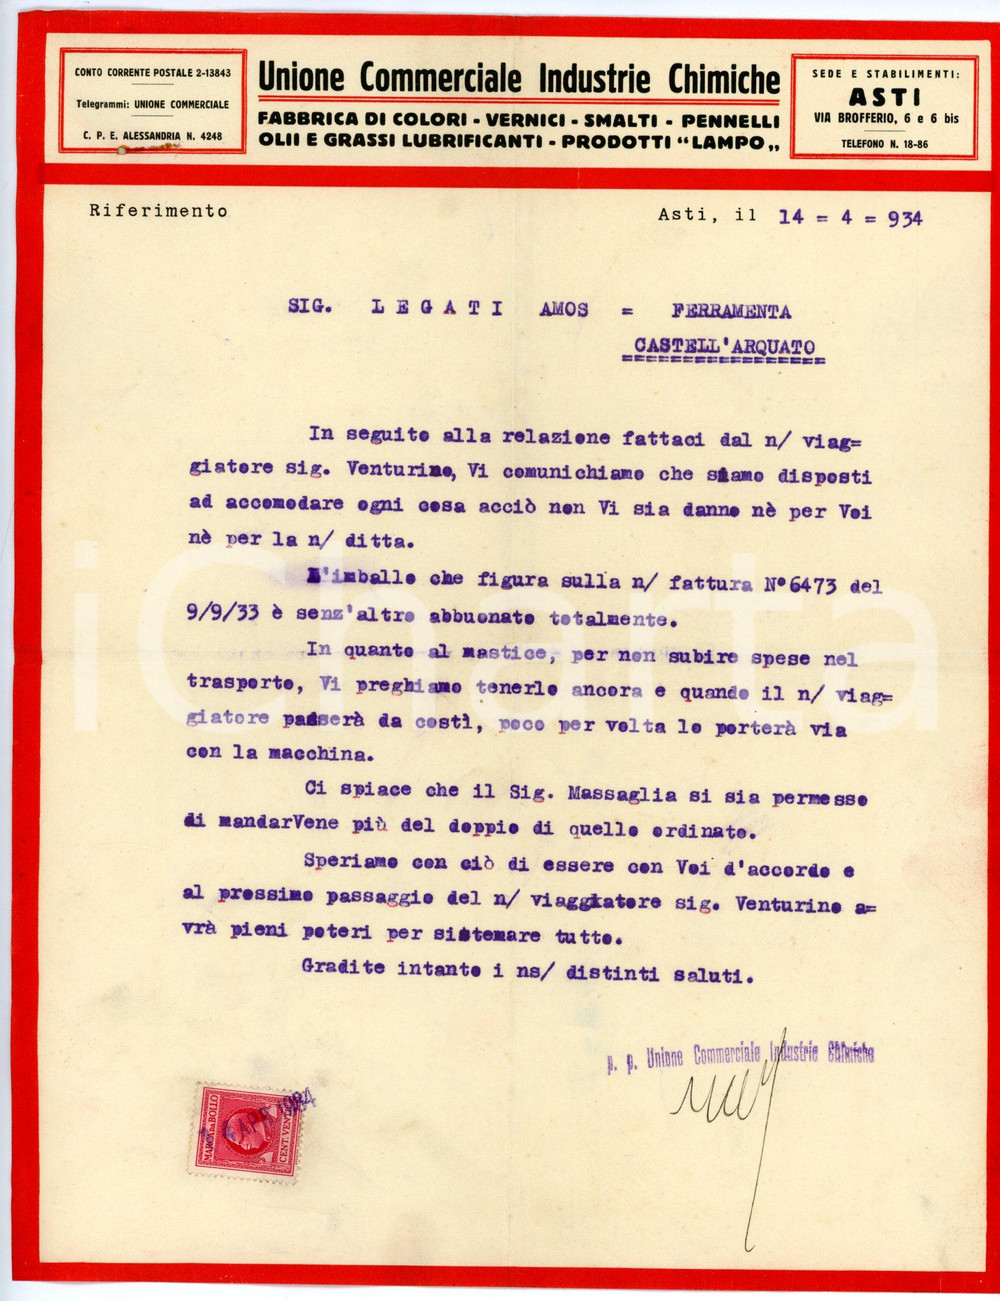 CONTO CORRENTE POSTALE 2-13843
Telegrammi: UNIONE COMMERCIALE
C. P. E. ALESSANDRIA N. 4248
Unione Commerciale Industrie Chimiche
FABBRICA DI COLORI - VERNICI - SMALTI - PENNELLI
OLII E GRASSI LUBRIFICANTI - PRODOTTI “LAMPO„
SEDE E STABILIMENTI:
ASTI
VIA BROFFERIO, 6 e 6 bis
TELEFONO N. 18-86
Riferimento
Asti, il 14 = 4 = 934
SIG. L E G A T I AMOS = FERRAMENTA
CASTELL'ARQUATO
In seguito alla relazione fattaci dal n/ viag=
giatore sig. Venturino, Vi comunichiamo che siamo disposti
ad accomodare ogni cosa acciò non Vi sia danno nè per Voi
nè per la n/ ditta.
L'imballo che figura sulla n/ fattura N°6473 del
9/9/33 è senz'altro abbuonato totalmente.
In quanto al mastice, per non subire spese nel
trasporto, Vi preghiamo tenerlo ancora e quando il n/ viag=
giatore passerà da costì, poco per volta lo porterà via
con la macchina.
Ci spiace che il Sig. Massaglia si sia permesso
di mandarVene più del doppio di quello ordinato.
Speriamo con ciò di essere con Voi d'accordo e
al prossimo passaggio del n/ viaggiatore sig. Venturino a=
vrà pieni poteri per sistemare tutto.
Gradite intanto i ns/ distinti saluti.
p. p. Unione Commerciale Industrie Chimiche
MARCA DA BOLLO
CENT. VENTI
APR 1934
iCharta